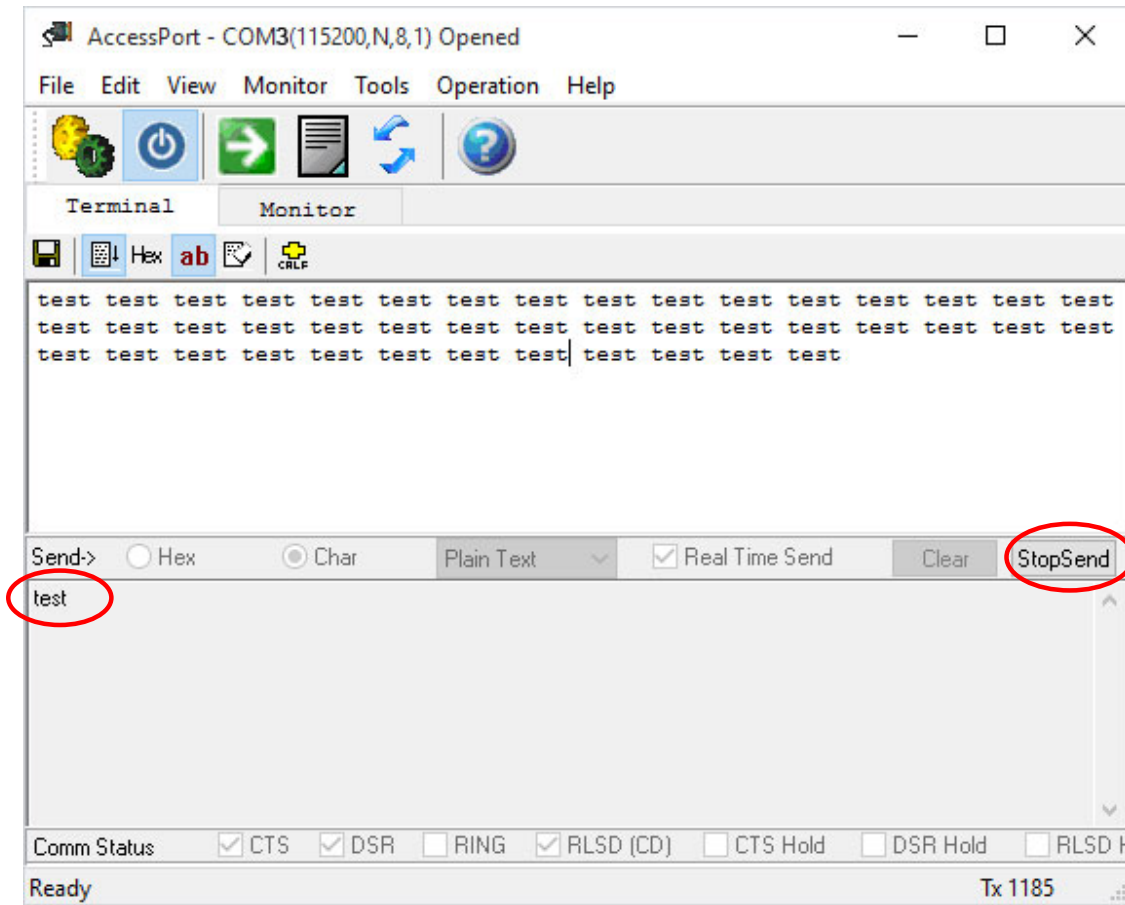 AccessPort - COM3(115200,N,8,1) Opened
File Edit View Monitor Tools Operation Help
Terminal Monitor
Hex ab CRLF
test test test test test test test test test test test test test test test test
test test test test test test test test test test test test test test test test
test test test test test test test test test test test test
Send-> Hex Char Plain Text Real Time Send Clear StopSend
test
Comm Status CTS DSR RING RLSD (CD) CTS Hold DSR Hold RLSD H
Ready Tx 1185